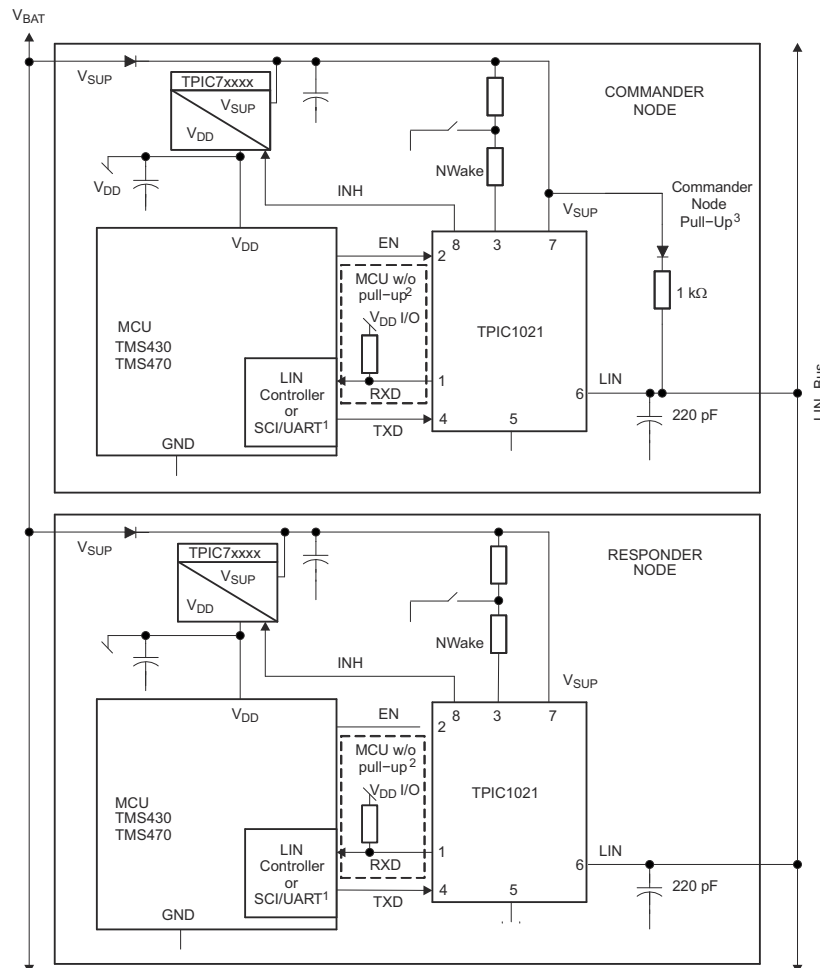 VBAT
VSUP
TPIC7xxxx
VSUP
VDD
COMMANDER
NODE
NWake
VDD
INH
VSUP
Commander
Node
Pull–Up3
VDD
EN
2
8
3
7
MCU w/o
pull–up2
VDD I/O
1 kΩ
MCU
TMS430
TMS470
TPIC1021
LIN
Controller
or
SCI/UART1
1
RXD
6
LIN
4
TXD
5
220 pF
GND
LIN Bus
VSUP
TPIC7xxxx
VSUP
VDD
RESPONDER
NODE
NWake
INH
VSUP
VDD
EN
2
8
3
7
MCU w/o
pull–up2
VDD I/O
MCU
TMS430
TMS470
TPIC1021
LIN
Controller
or
SCI/UART1
1
RXD
6
LIN
4
TXD
5
220 pF
GND